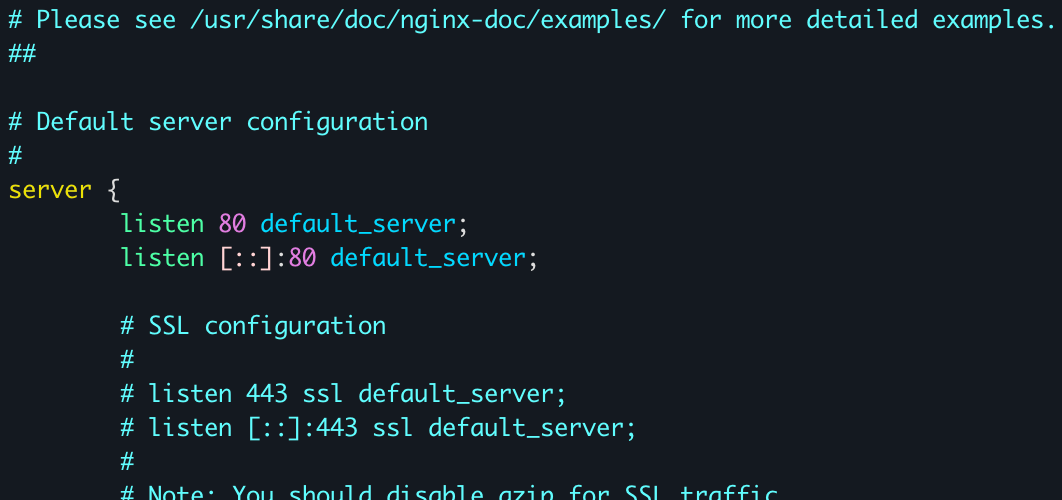 # Please see /usr/share/doc/nginx-doc/examples/ for more detailed examples.
##
# Default server configuration
#
server {
listen 80 default_server;
listen [::]:80 default_server;
# SSL configuration
#
# listen 443 ssl default_server;
# listen [::]:443 ssl default_server;
#
# Note: You should disable gzip for SSL traffic